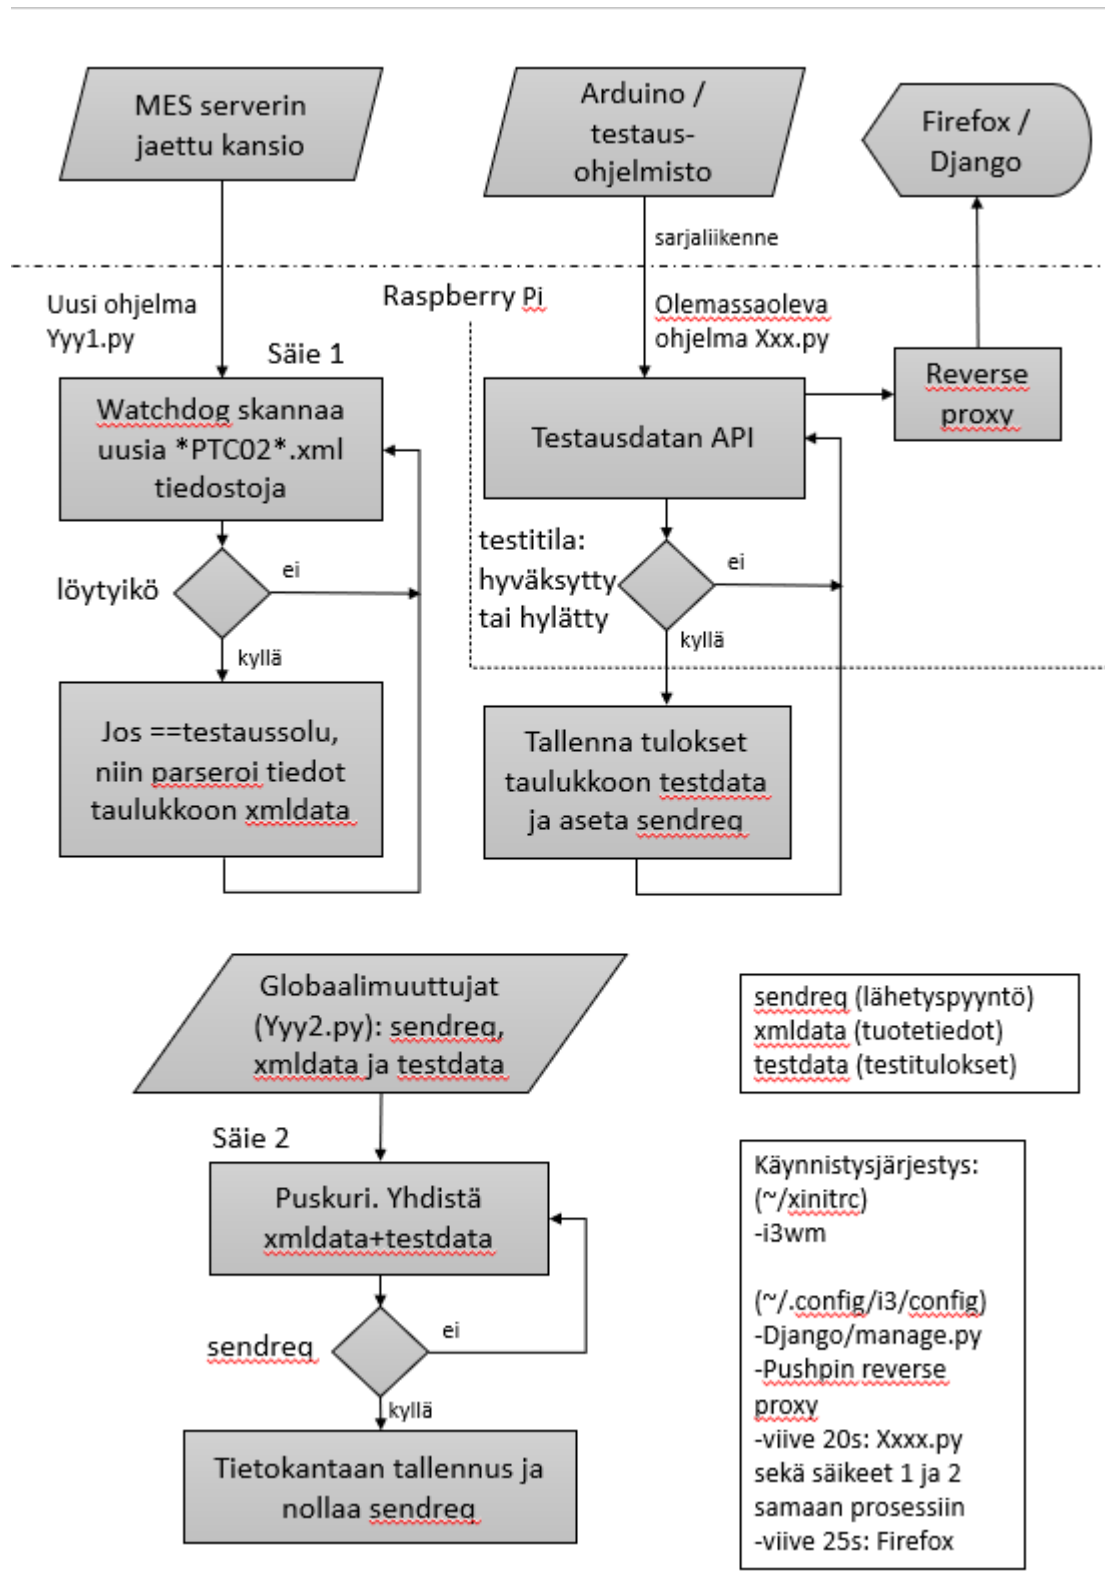 MES serverin
jaettu kansio
Arduino /
testaus-
ohjelmisto
Firefox /
Django
sarjaliikenne
Uusi ohjelma
Yyy1.py
Säie 1
Raspberry Pi
Olemassaoleva
ohjelma Xxx.py
Watchdog skannaa
uusia *PTC02*.xml
tiedostoja
Testausdatan API
Reverse
proxy
löytyikö
ei
kyllä
testitila:
hyväksytty
tai hylätty
ei
kyllä
Jos ==testaussolu,
niin parseroi tiedot
taulukkoon xmldata
Tallenna tulokset
taulukkoon testdata
ja aseta sendreq
Globaalimuuttujat
(Yyy2.py): sendreq,
xmldata ja testdata
sendreq (lähetyspyyntö)
xmldata (tuotetiedot)
testdata (testitulokset)
Säie 2
Puskuri. Yhdistä
xmldata+testdata
sendreq
ei
kyllä
Tietokantaan tallennus ja
nollaa sendreq
Käynnistysjärjestys:
(~/xinitrc)
-i3wm
(~/.config/i3/config)
-Django/manage.py
-Pushpin reverse
proxy
-viive 20s: Xxxx.py
sekä säikeet 1 ja 2
samaan prosessiin
-viive 25s: Firefox